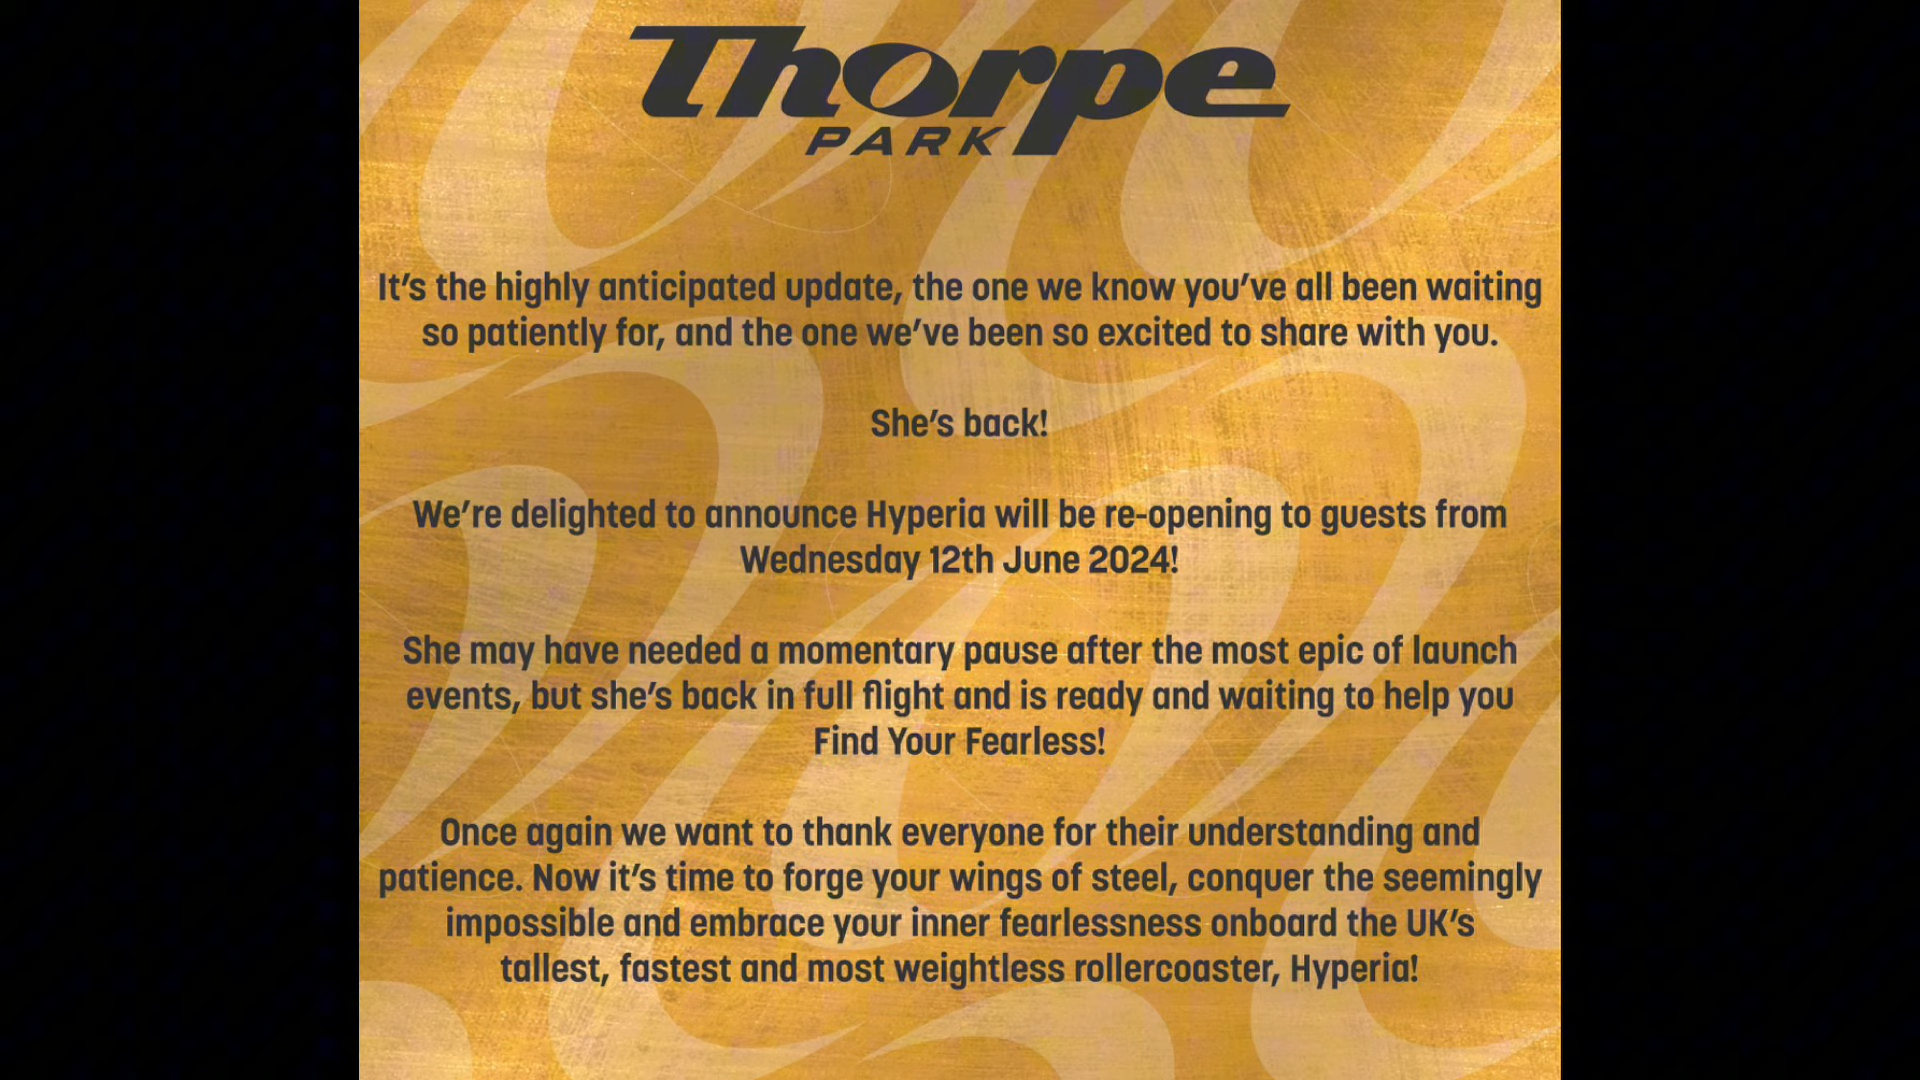 Thorpe
PARK
It’s the highly anticipated update, the one we know you’ve all been waiting
so patiently for, and the one we’ve been so excited to share with you.
She’s back!
We’re delighted to announce Hyperia will be re-opening to guests from
Wednesday 12th June 2024!
She may have needed a momentary pause after the most epic of launch
events, but she’s back in full flight and is ready and waiting to help you
Find Your Fearless!
Once again we want to thank everyone for their understanding and
patience. Now it’s time to forge your wings of steel, conquer the seemingly
impossible and embrace your inner fearlessness onboard the UK’s
tallest, fastest and most weightless rollercoaster, Hyperia!